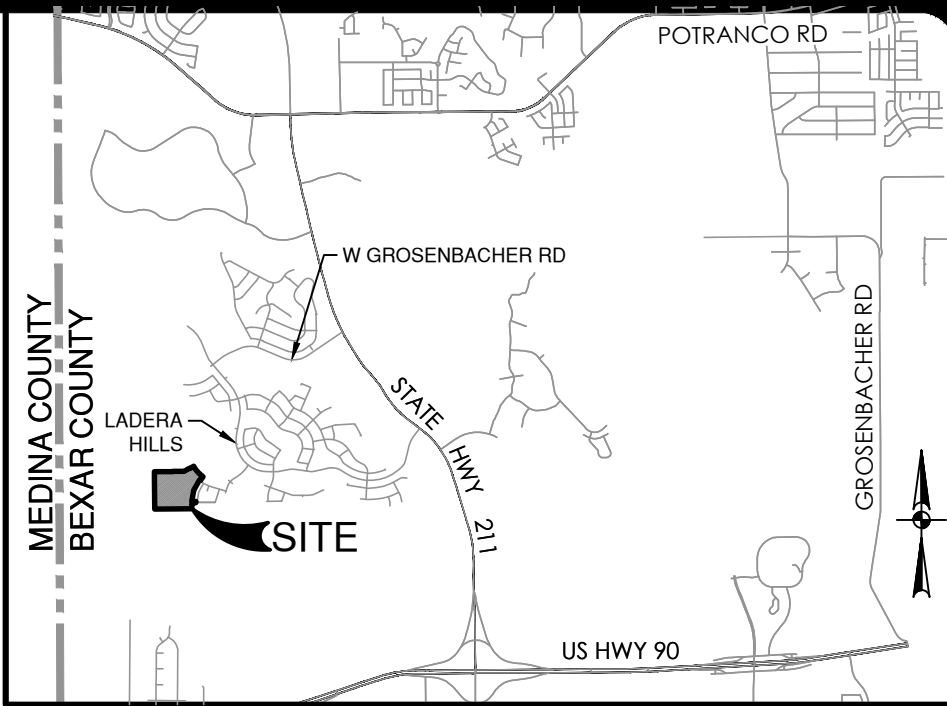 POTRANCO RD
W GROSENBACHER RD
MEDINA COUNTY
BEXAR COUNTY
GROSENBACHER RD
STATE
HWY
211
LADERA
HILLS
SITE
US HWY 90